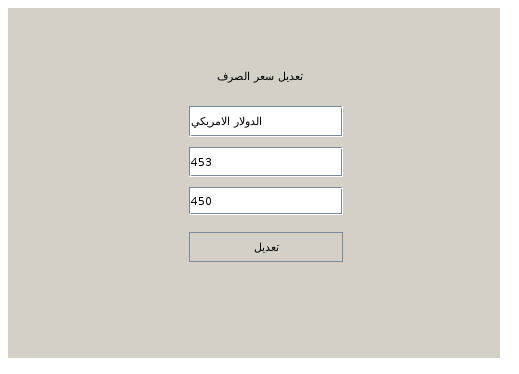 تعديل سعر الصرف
الدولار الامريكي
453
450
تعديل